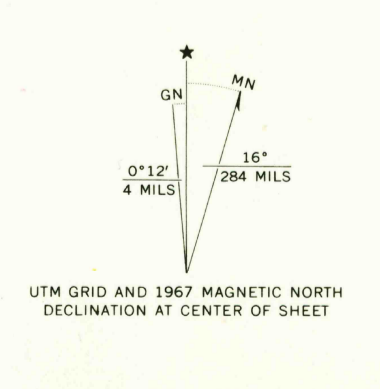 GN
MN
0°12'
4 MILS
16°
284 MILS
UTM GRID AND 1967 MAGNETIC NORTH
DECLINATION AT CENTER OF SHEET